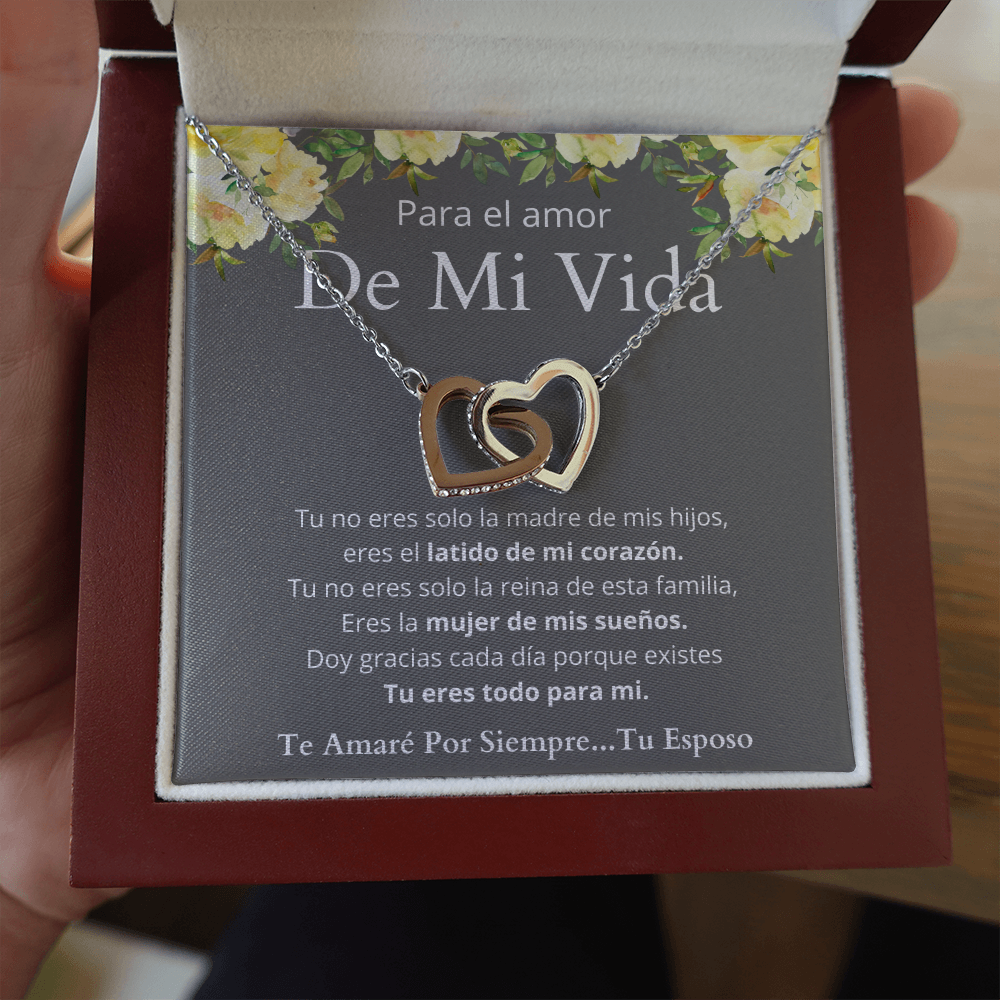 Para el amor
De Mi Vida
Tu no eres solo la madre de mis hijos,
eres el latido de mi corazón.
Tu no eres solo la reina de esta familia,
Eres la mujer de mis sueños.
Doy gracias cada día porque existes
Tu eres todo para mi.
Te Amaré Por Siempre...Tu Esposo